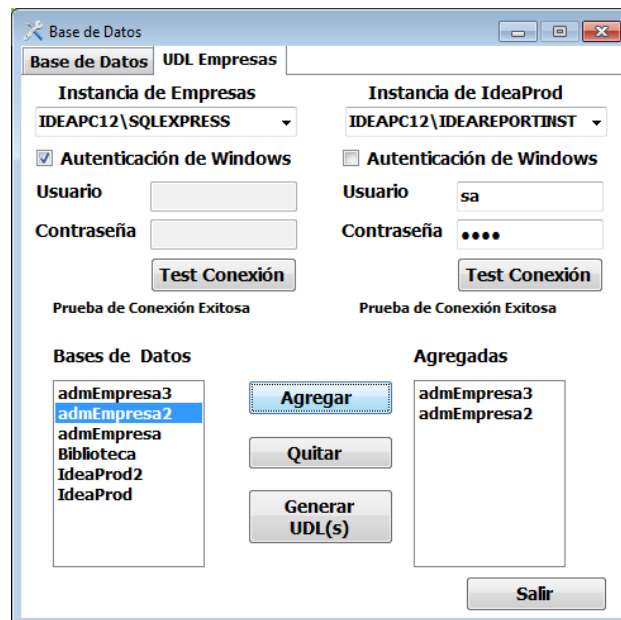 Base de Datos
Base de Datos UDL Empresas
Instancia de Empresas
IDEAPC12\SQLEXPRESS
Autenticación de Windows
Usuario
Contraseña
Test Conexión
Prueba de Conexión Exitosa
Instancia de IdeaProd
IDEAPC12\IDEAREPORTINST
Autenticación de Windows
Usuario sa
Contraseña ●●●●
Test Conexión
Prueba de Conexión Exitosa
Bases de Datos
admEmpresa3
admEmpresa2
admEmpresa
Biblioteca
IdeaProd2
IdeaProd
Agregar
Quitar
Generar
UDL(s)
Agregadas
admEmpresa3
admEmpresa2
Salir